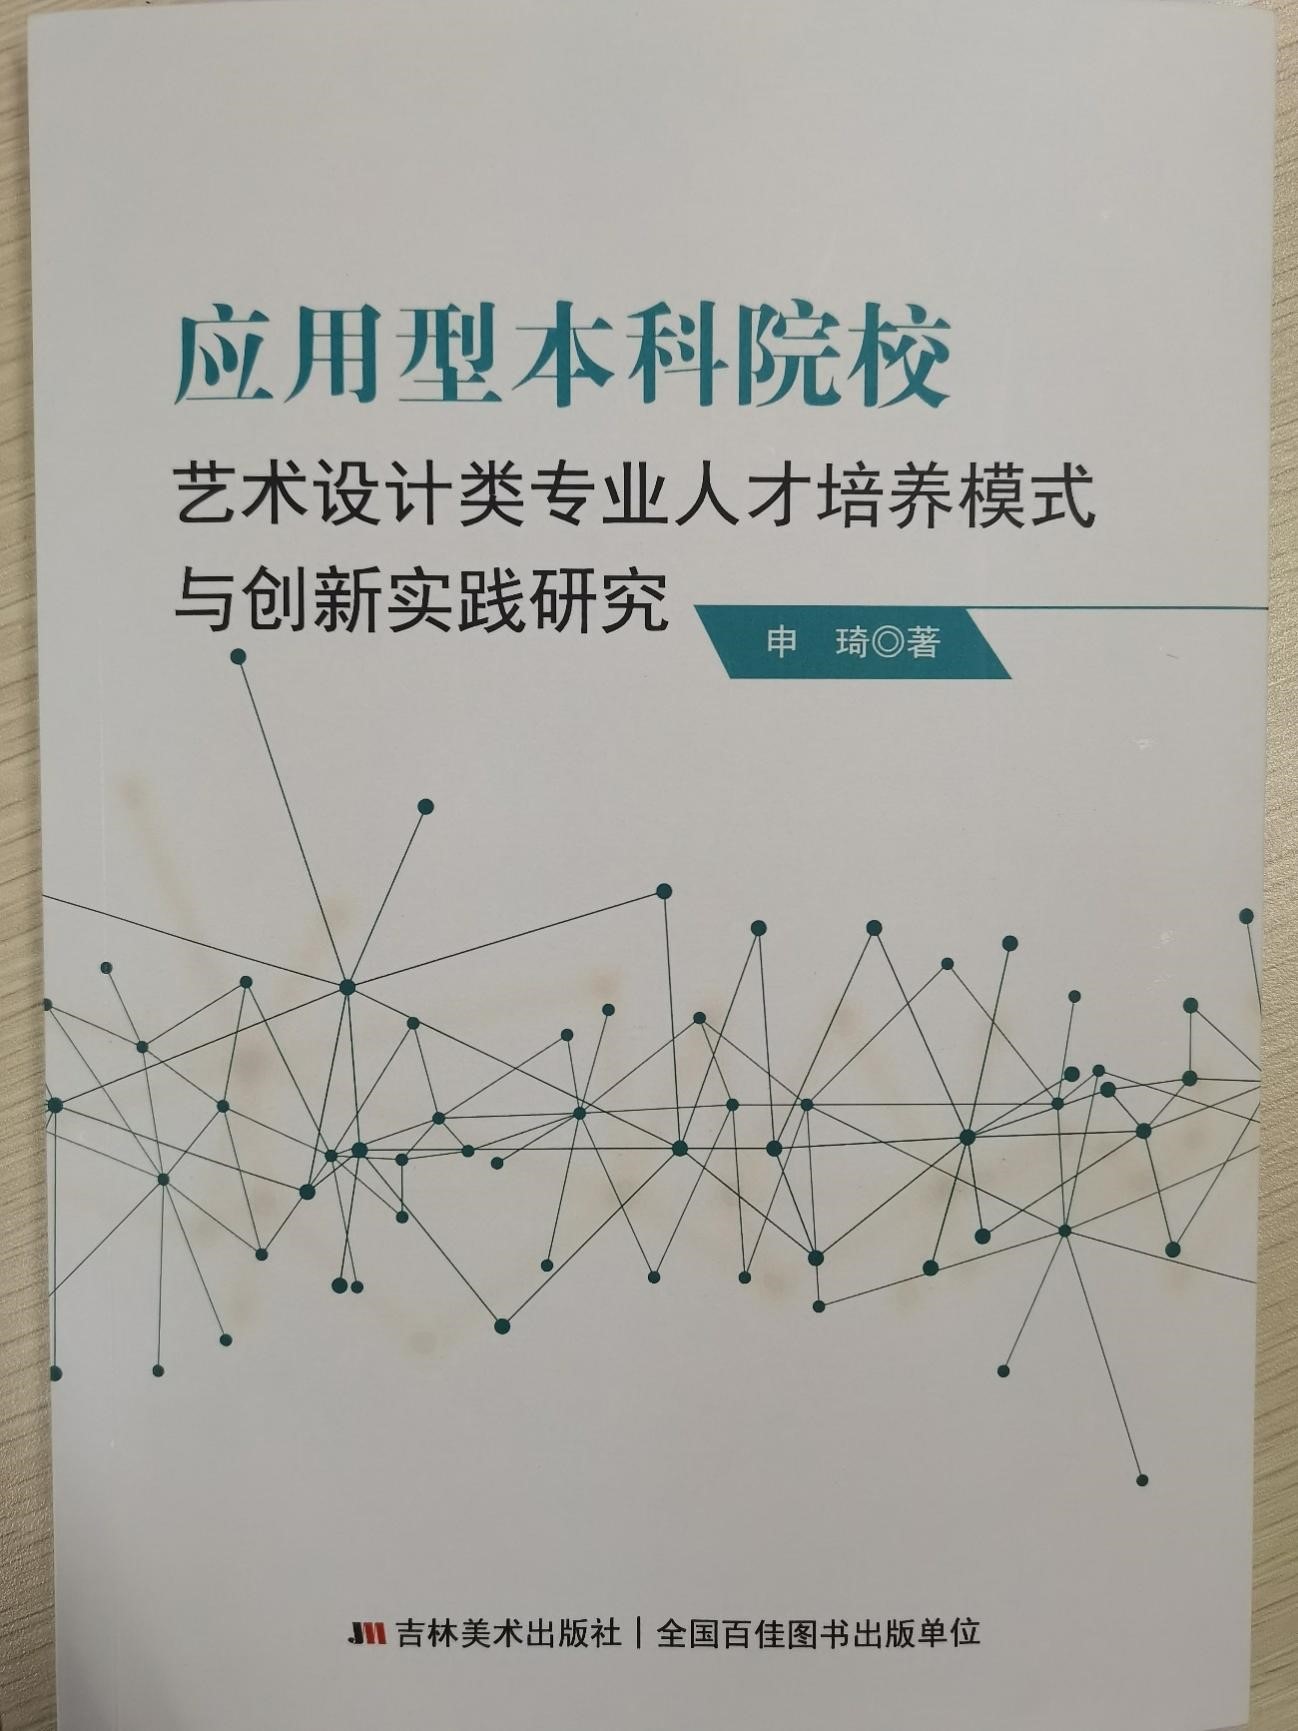 应用型本科院校
艺术设计类专业人才培养模式
与创新实践研究
申 琦◎著
JM 吉林美术出版社|全国百佳图书出版单位